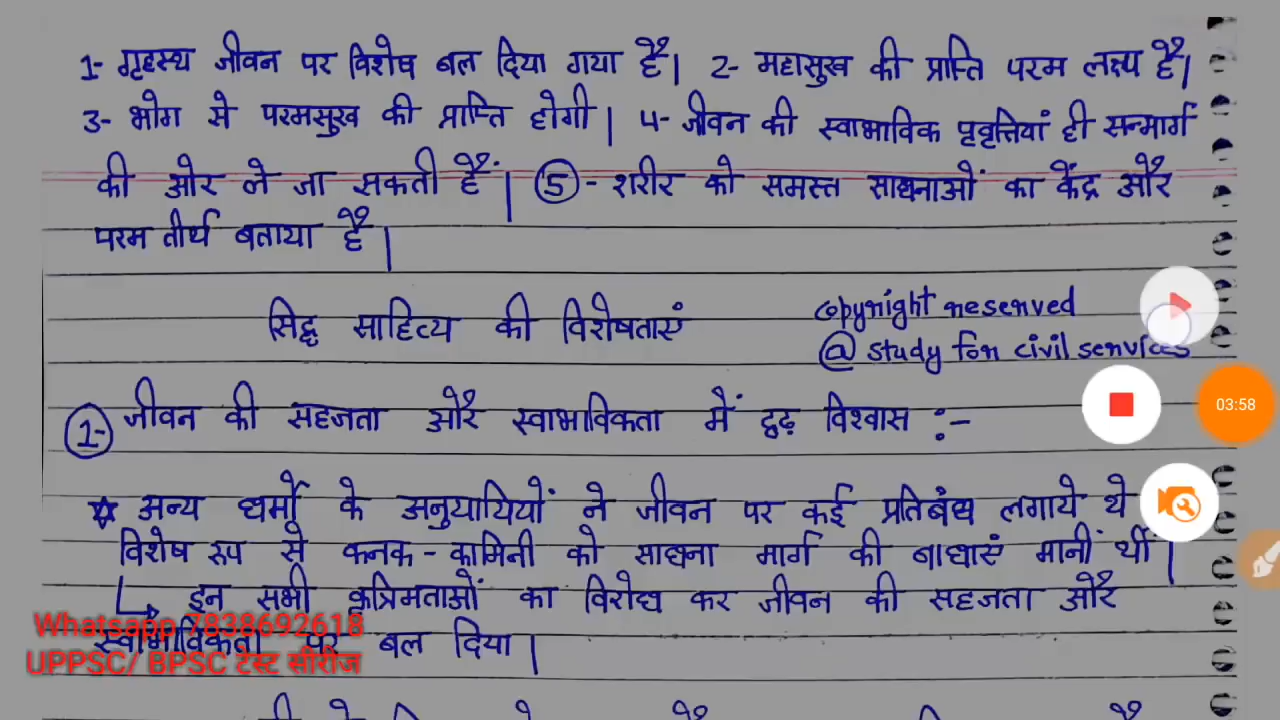 1- गृहस्थ जीवन पर विशेष बल दिया गया है। 2- महासुख की प्राप्ति परम लक्ष्य है।
3- भोग से परमसुख की प्राप्ति होगी। 4- जीवन की स्वाभाविक प्रवृत्तियां ही सन्मार्ग
की ओर ले जा सकती हैं। 5- शरीर को समस्त साधनाओं का केंद्र और
परम तीर्थ बताया है।
सिद्ध साहित्य की विशेषताएं
copyright reserved
@ study for civil services
1- जीवन की सहजता और स्वाभाविकता में दृढ़ विश्वास :-
☆ अन्य धर्मों के अनुयायियों ने जीवन पर कई प्रतिबंध लगाये थे
विशेष रूप से कनक - कामिनी को साधना मार्ग की बाधाएं मानीं थीं।
↳ इन सभी कृत्रिमताओं का विरोध कर जीवन की सहजता और
स्वाभाविकता पर बल दिया।
Whatsapp 7838692618
UPPSC/ BPSC टेस्ट सीरीज
03:58